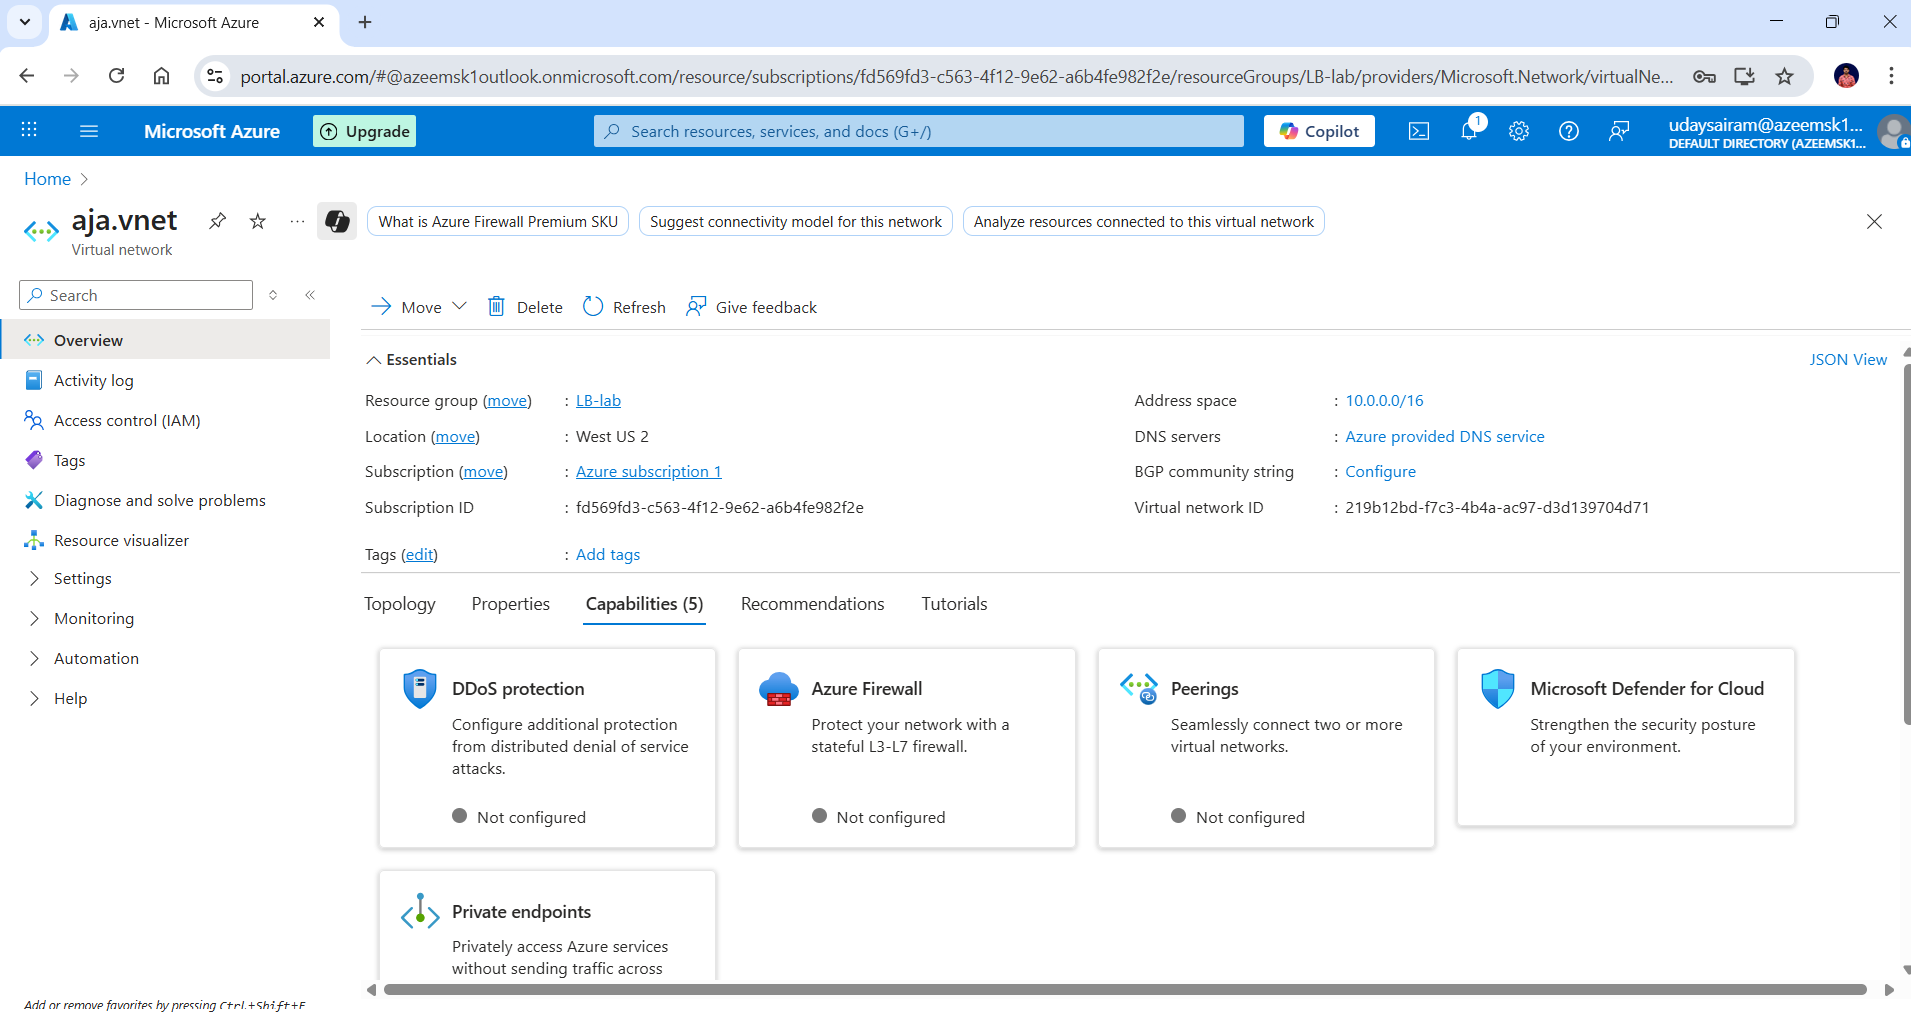 aja.vnet - Microsoft Azure
portal.azure.com/#@azeemsk1outlook.onmicrosoft.com/resource/subscriptions/fd569fd3-c563-4f12-9e62-a6b4fe982f2e/resourceGroups/LB-lab/providers/Microsoft.Network/virtualNe...
Microsoft Azure
Upgrade
Search resources, services, and docs (G+/)
Copilot
1
udaysairam@azeemsk1...
DEFAULT DIRECTORY (AZEEMSK1...
Home
aja.vnet
Virtual network
What is Azure Firewall Premium SKU
Suggest connectivity model for this network
Analyze resources connected to this virtual network
Search
Overview
Activity log
Access control (IAM)
Tags
Diagnose and solve problems
Resource visualizer
Settings
Monitoring
Automation
Help
Add or remove favorites by pressing Ctrl+Shift+F
Move
Delete
Refresh
Give feedback
Essentials
JSON View
Resource group (move) : LB-lab
Location (move) : West US 2
Subscription (move) : Azure subscription 1
Subscription ID : fd569fd3-c563-4f12-9e62-a6b4fe982f2e
Address space : 10.0.0.0/16
DNS servers : Azure provided DNS service
BGP community string : Configure
Virtual network ID : 219b12bd-f7c3-4b4a-ac97-d3d139704d71
Tags (edit) : Add tags
Topology
Properties
Capabilities (5)
Recommendations
Tutorials
DDoS protection
Configure additional protection
from distributed denial of service
attacks.
Not configured
Azure Firewall
Protect your network with a
stateful L3-L7 firewall.
Not configured
Peerings
Seamlessly connect two or more
virtual networks.
Not configured
Microsoft Defender for Cloud
Strengthen the security posture
of your environment.
Private endpoints
Privately access Azure services
without sending traffic across